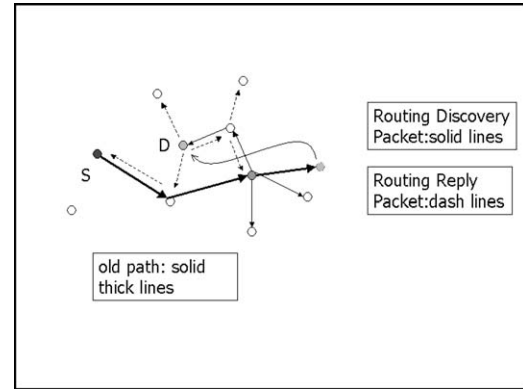 D
S
Routing Discovery
Packet:solid lines
Routing Reply
Packet:dash lines
old path: solid
thick lines